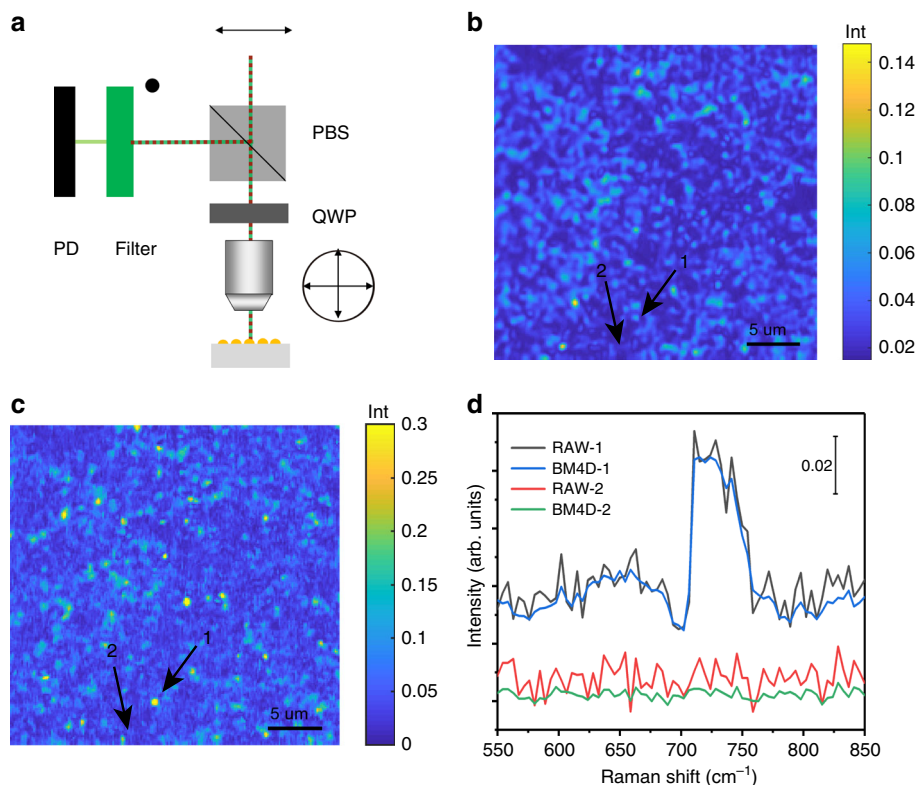 a
PBS
QWP
PD
Filter
b
Int
0.14
0.12
0.10
0.08
0.06
0.04
0.02
2
1
5 um
c
Int
0.3
0.25
0.2
0.15
0.1
0.05
0
2
1
5 um
d
RAW-1
BM4D-1
RAW-2
BM4D-2
0.02
Intensity (arb. units)
550
600
650
700
750
800
850
Raman shift (cm⁻¹)